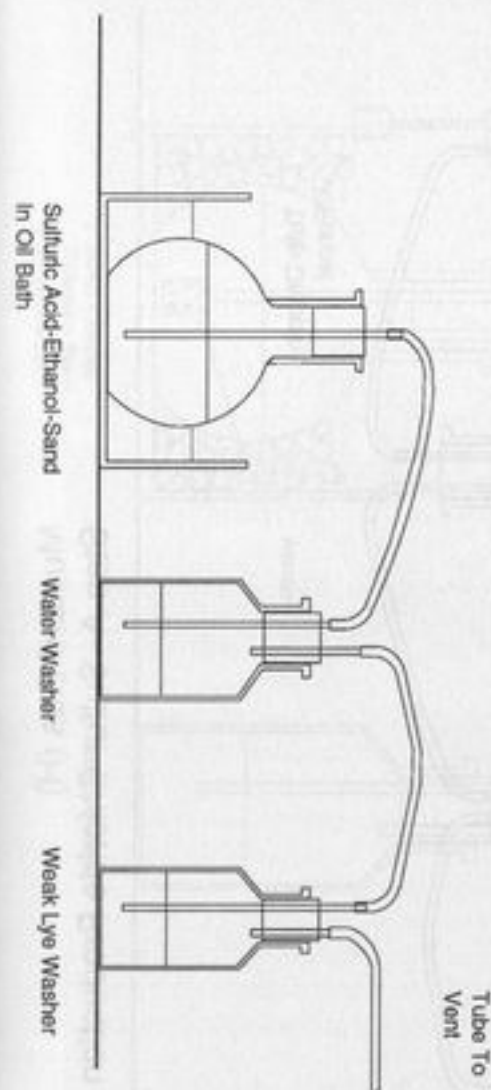 Tube To
Vent
Sulfuric Acid-Ethanol-Sand
In Oil Bath
Water Washer
Weak Lye Washer